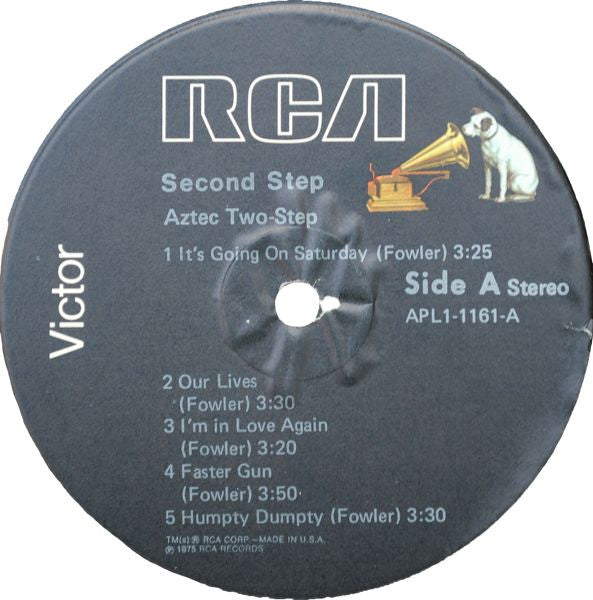 RCA
Second Step
Aztec Two-Step
1 It's Going On Saturday (Fowler) 3:25
Side A Stereo
APL1-1161-A
Victor
2 Our Lives
(Fowler) 3:30
3 I'm in Love Again
(Fowler) 3:20
4 Faster Gun
(Fowler) 3:50
5 Humpty Dumpty (Fowler) 3:30
TM(s) ® RCA CORP – MADE IN U.S.A.
℗ 1975 RCA RECORDS